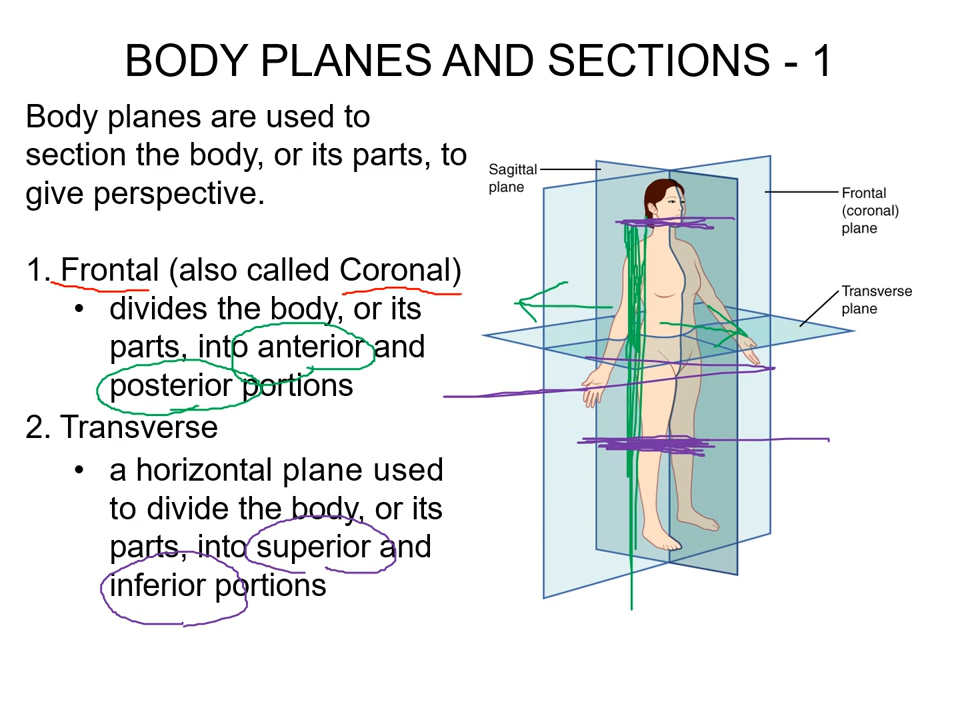 BODY PLANES AND SECTIONS - 1
Body planes are used to
section the body, or its parts, to
give perspective.
1. Frontal (also called Coronal)
• divides the body, or its
parts, into anterior and
posterior portions
2. Transverse
• a horizontal plane used
to divide the body, or its
parts, into superior and
inferior portions
Sagittal
plane
Frontal
(coronal)
plane
Transverse
plane